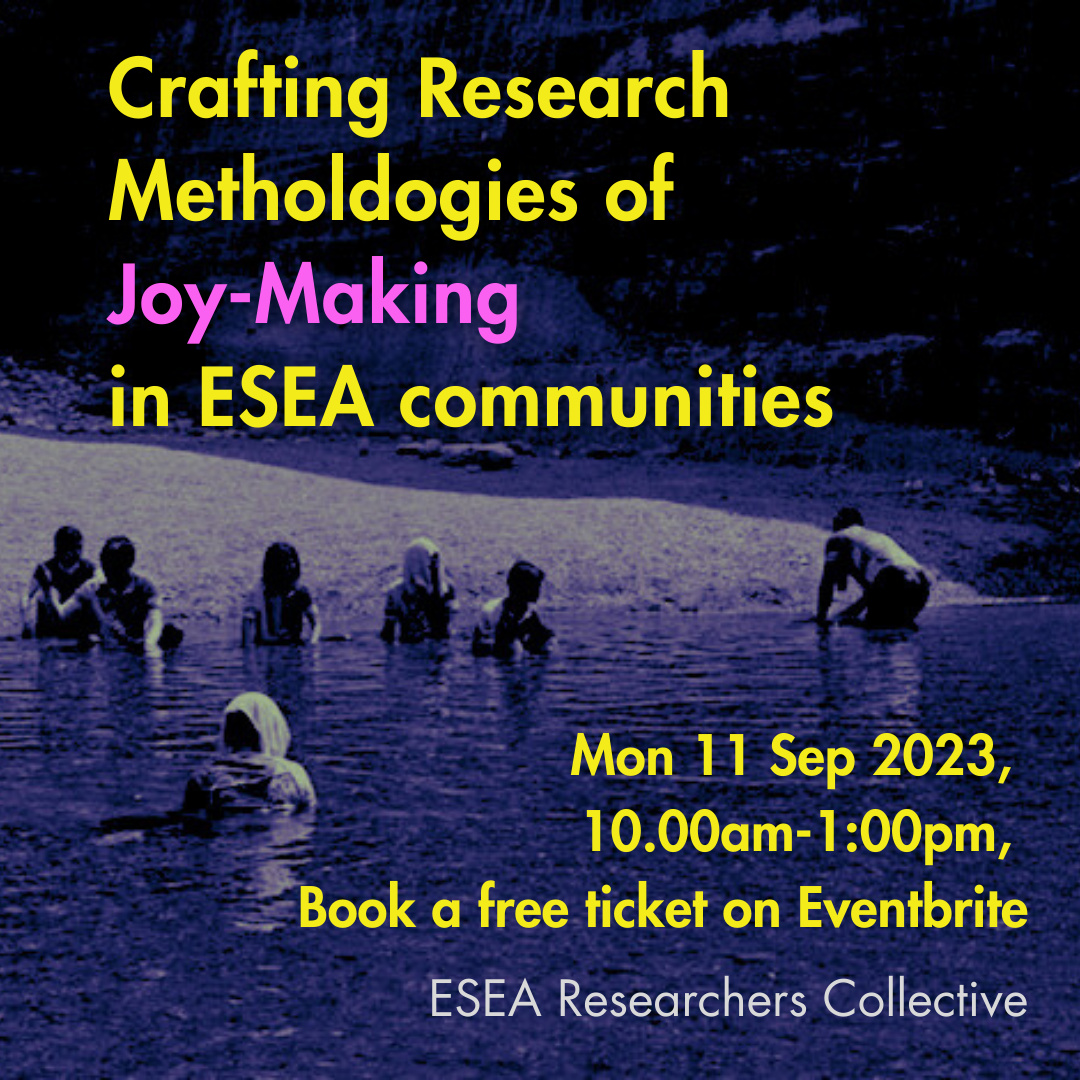 Crafting Research
Metholdogies of
Joy-Making
in ESEA communities
Mon 11 Sep 2023,
10.00am-1:00pm,
Book a free ticket on Eventbrite
ESEA Researchers Collective